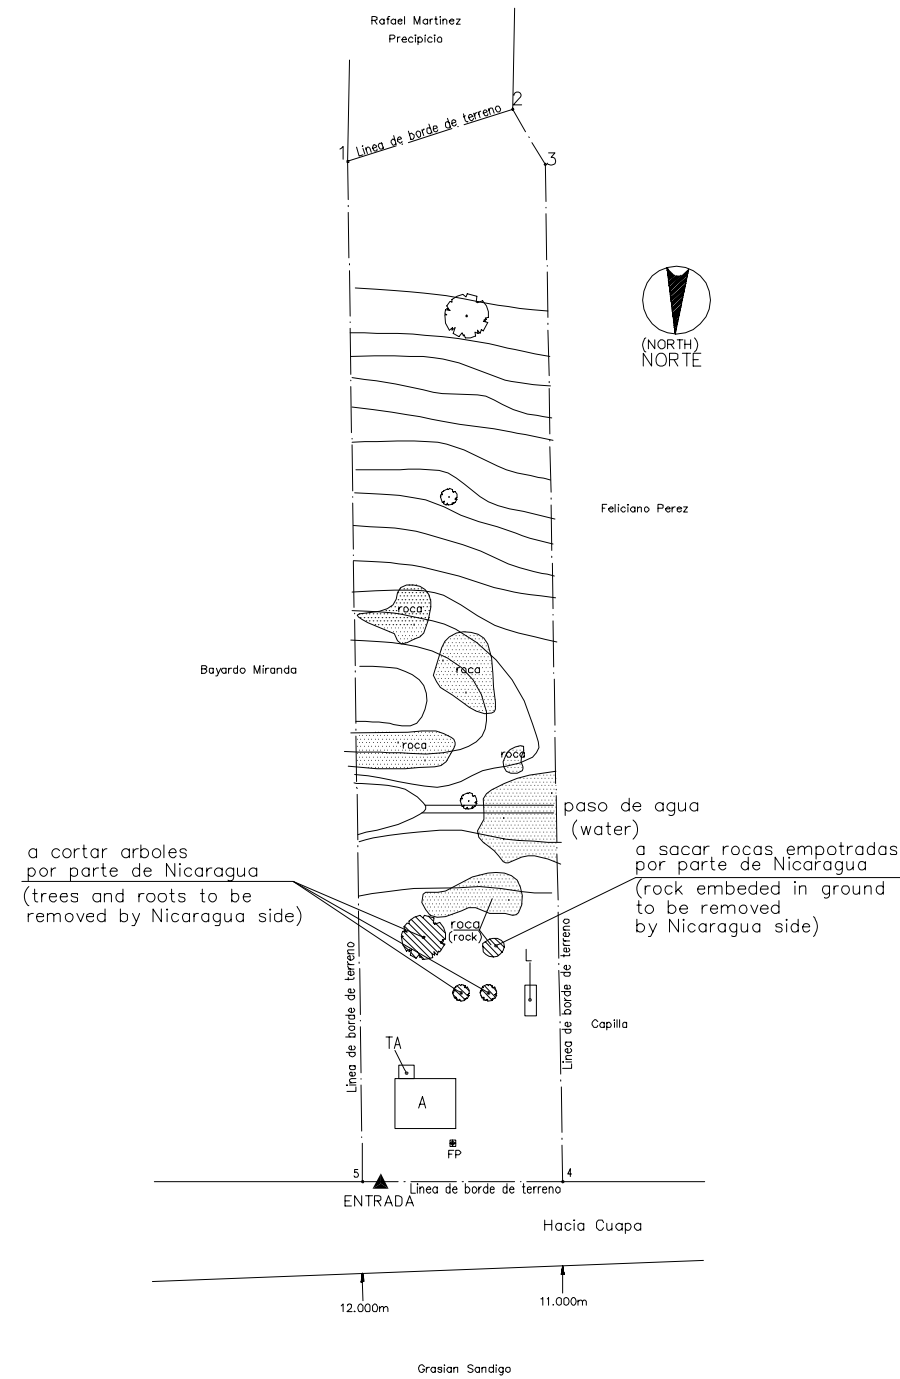 Rafael Martinez
Precipicio
2
Linea de borde de terreno
1
3
(NORTH)
NORTE
Feliciano Perez
roca
roca
Bayardo Miranda
roca
roca
paso de agua
(water)
a cortar arboles
por parte de Nicaragua
(trees and roots to be
removed by Nicaragua side)
a sacar rocas empotradas
por parte de Nicaragua
(rock embeded in ground
to be removed
by Nicaragua side)
roca
(rock)
L
Linea de borde de terreno
Linea de borde de terreno
Capilla
TA
A
FP
5
4
Linea de borde de terreno
ENTRADA
Hacia Cuapa
12.000m
11.000m
Grasian Sandigo